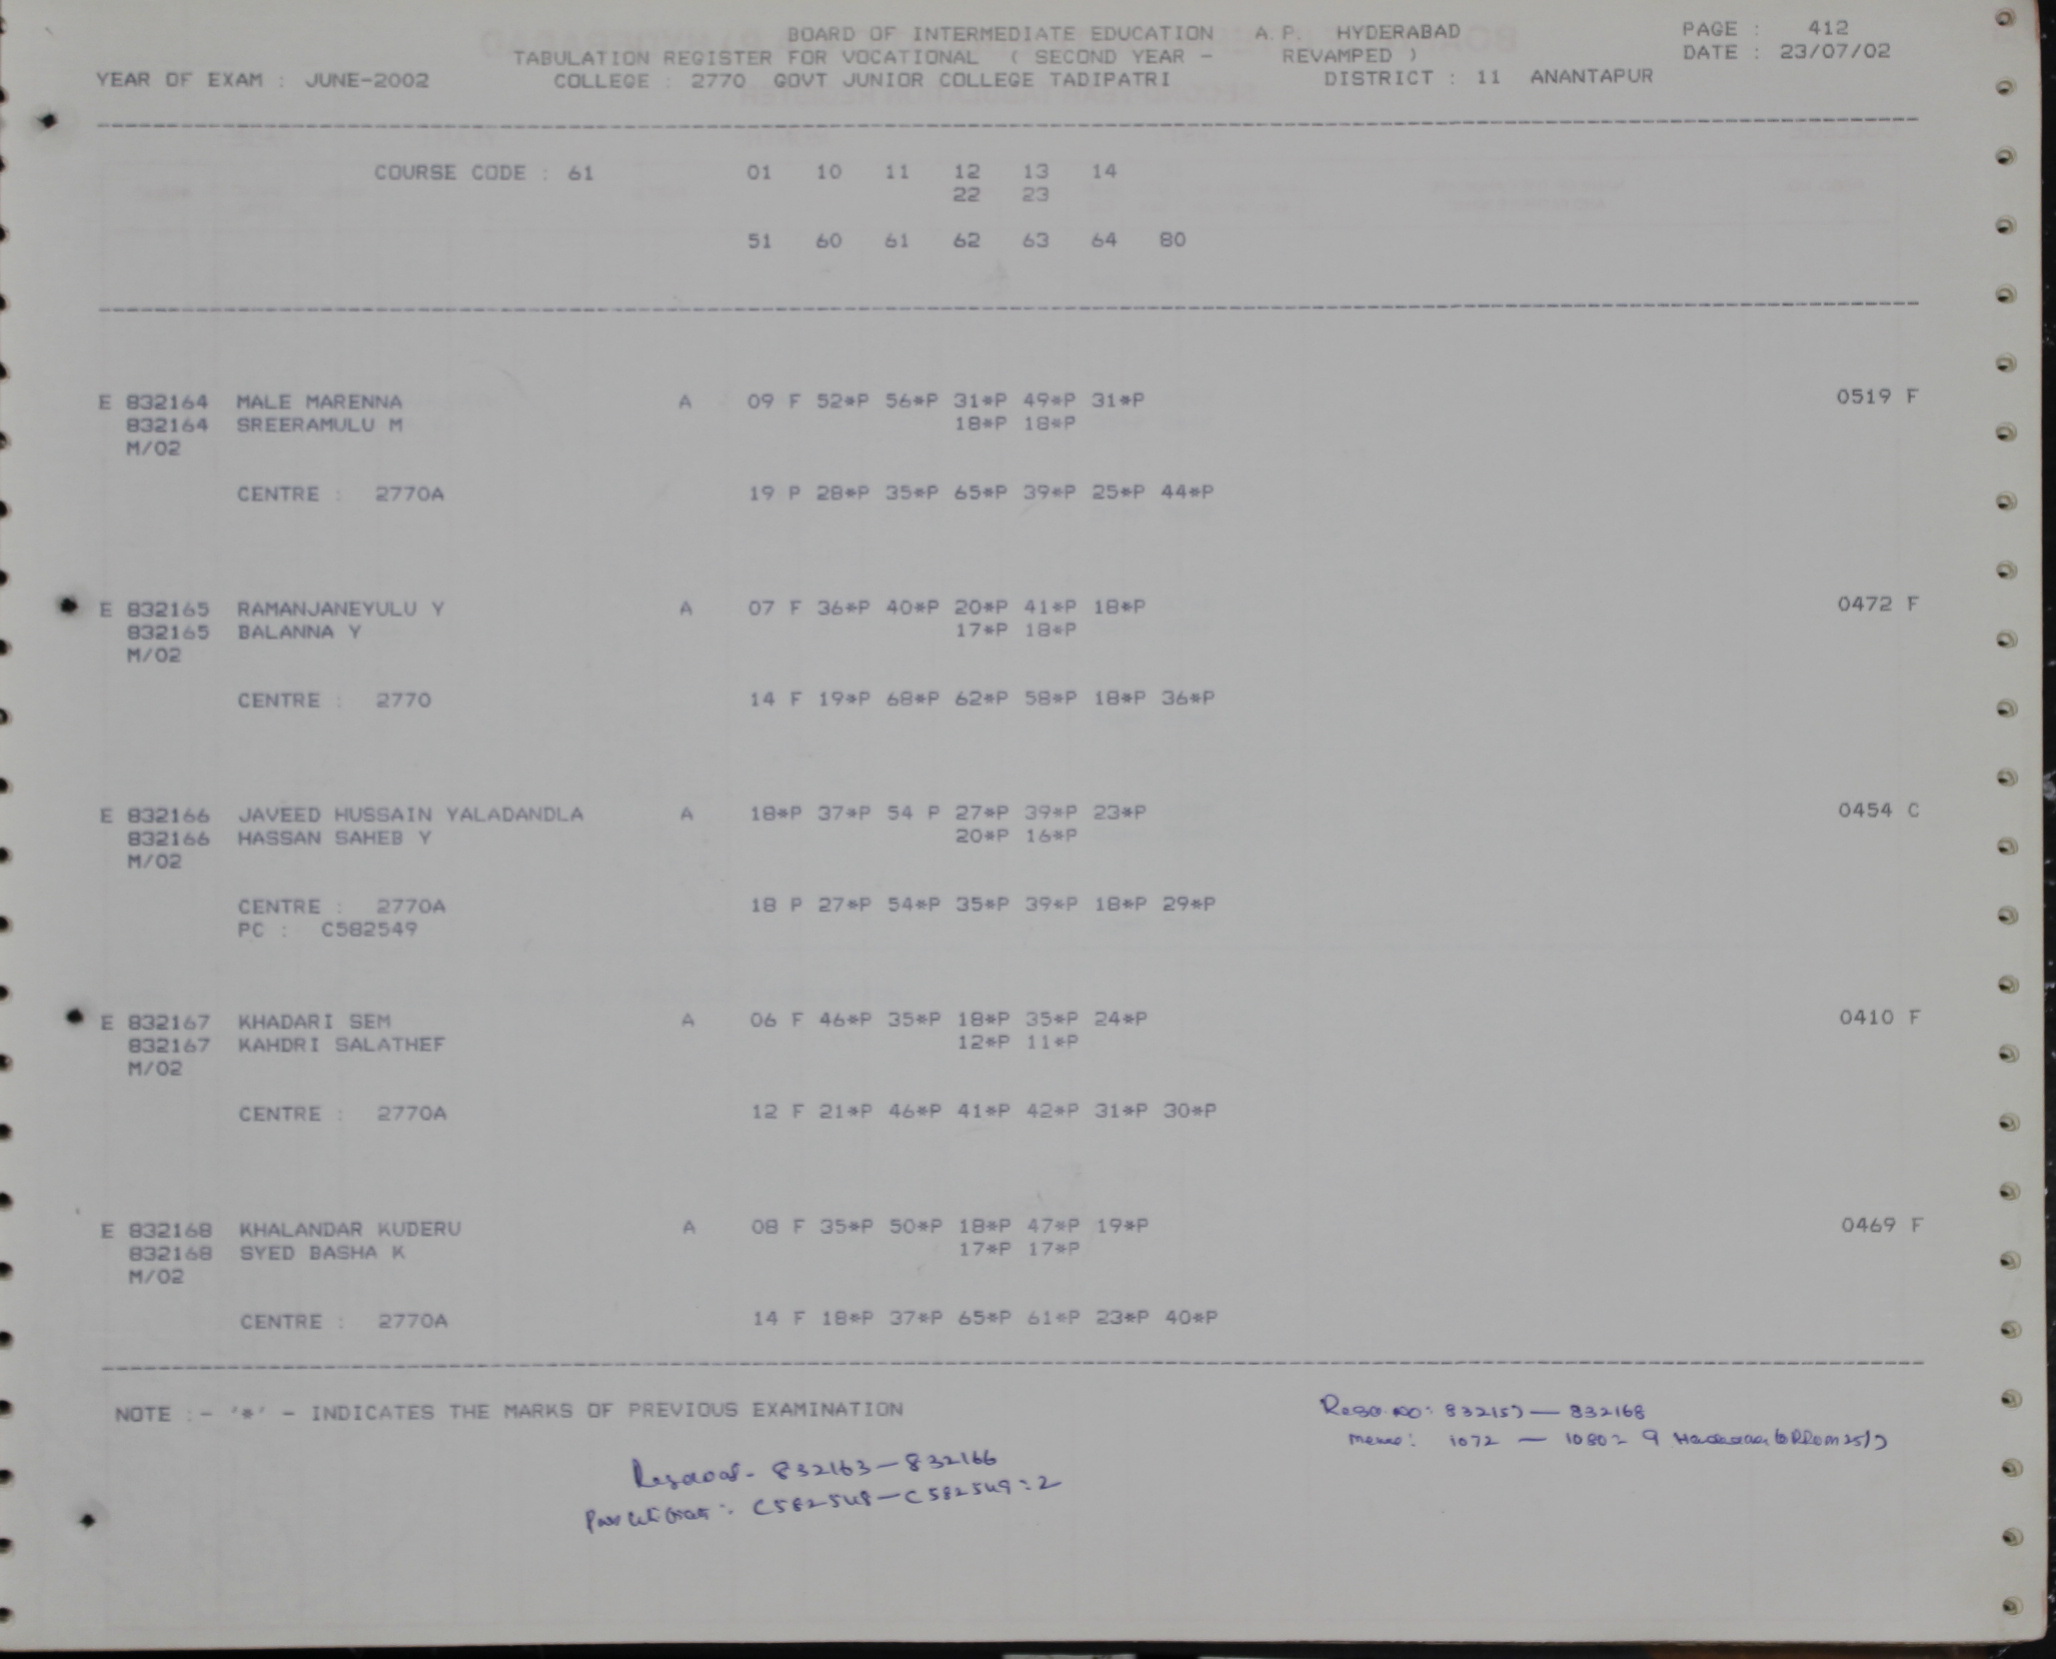 BOARD OF INTERMEDIATE EDUCATION A.P. HYDERABAD PAGE : 412
TABULATION REGISTER FOR VOCATIONAL ( SECOND YEAR - REVAMPED ) DATE : 23/07/02
YEAR OF EXAM : JUNE-2002 COLLEGE : 2770 GOVT JUNIOR COLLEGE TADIPATRI DISTRICT : 11 ANANTAPUR
COURSE CODE : 61 01 10 11 12 13 14
22 23
51 60 61 62 63 64 80
E 832164 MALE MARENNA A 09 F 52*P 56*P 31*P 49*P 31*P 0519 F
832164 SREERAMULU M 18*P 18*P
M/02
CENTRE : 2770A 19 P 28*P 35*P 65*P 39*P 25*P 44*P
E 832165 RAMANJANEYULU Y A 07 F 36*P 40*P 20*P 41*P 18*P 0472 F
832165 BALANNA Y 17*P 18*P
M/02
CENTRE : 2770 14 F 19*P 68*P 62*P 58*P 18*P 36*P
E 832166 JAVEED HUSSAIN YALADANDLA A 18*P 37*P 54 P 27*P 39*P 23*P 0454 C
832166 HASSAN SAHEB Y 20*P 16*P
M/02
CENTRE : 2770A 18 P 27*P 54*P 35*P 39*P 18*P 29*P
PC : C582549
E 832167 KHADARI SEM A 06 F 46*P 35*P 18*P 35*P 24*P 0410 F
832167 KAHDRI SALATHEF 12*P 11*P
M/02
CENTRE : 2770A 12 F 21*P 46*P 41*P 42*P 31*P 30*P
E 832168 KHALANDAR KUDERU A 08 F 35*P 50*P 18*P 47*P 19*P 0469 F
832168 SYED BASHA K 17*P 17*P
M/02
CENTRE : 2770A 14 F 18*P 37*P 65*P 61*P 23*P 40*P
NOTE :- '*' - INDICATES THE MARKS OF PREVIOUS EXAMINATION
832157 — 832168
memo: 1072 — 1080 = 9
832163 — 832166
C582548 — C582549 = 2